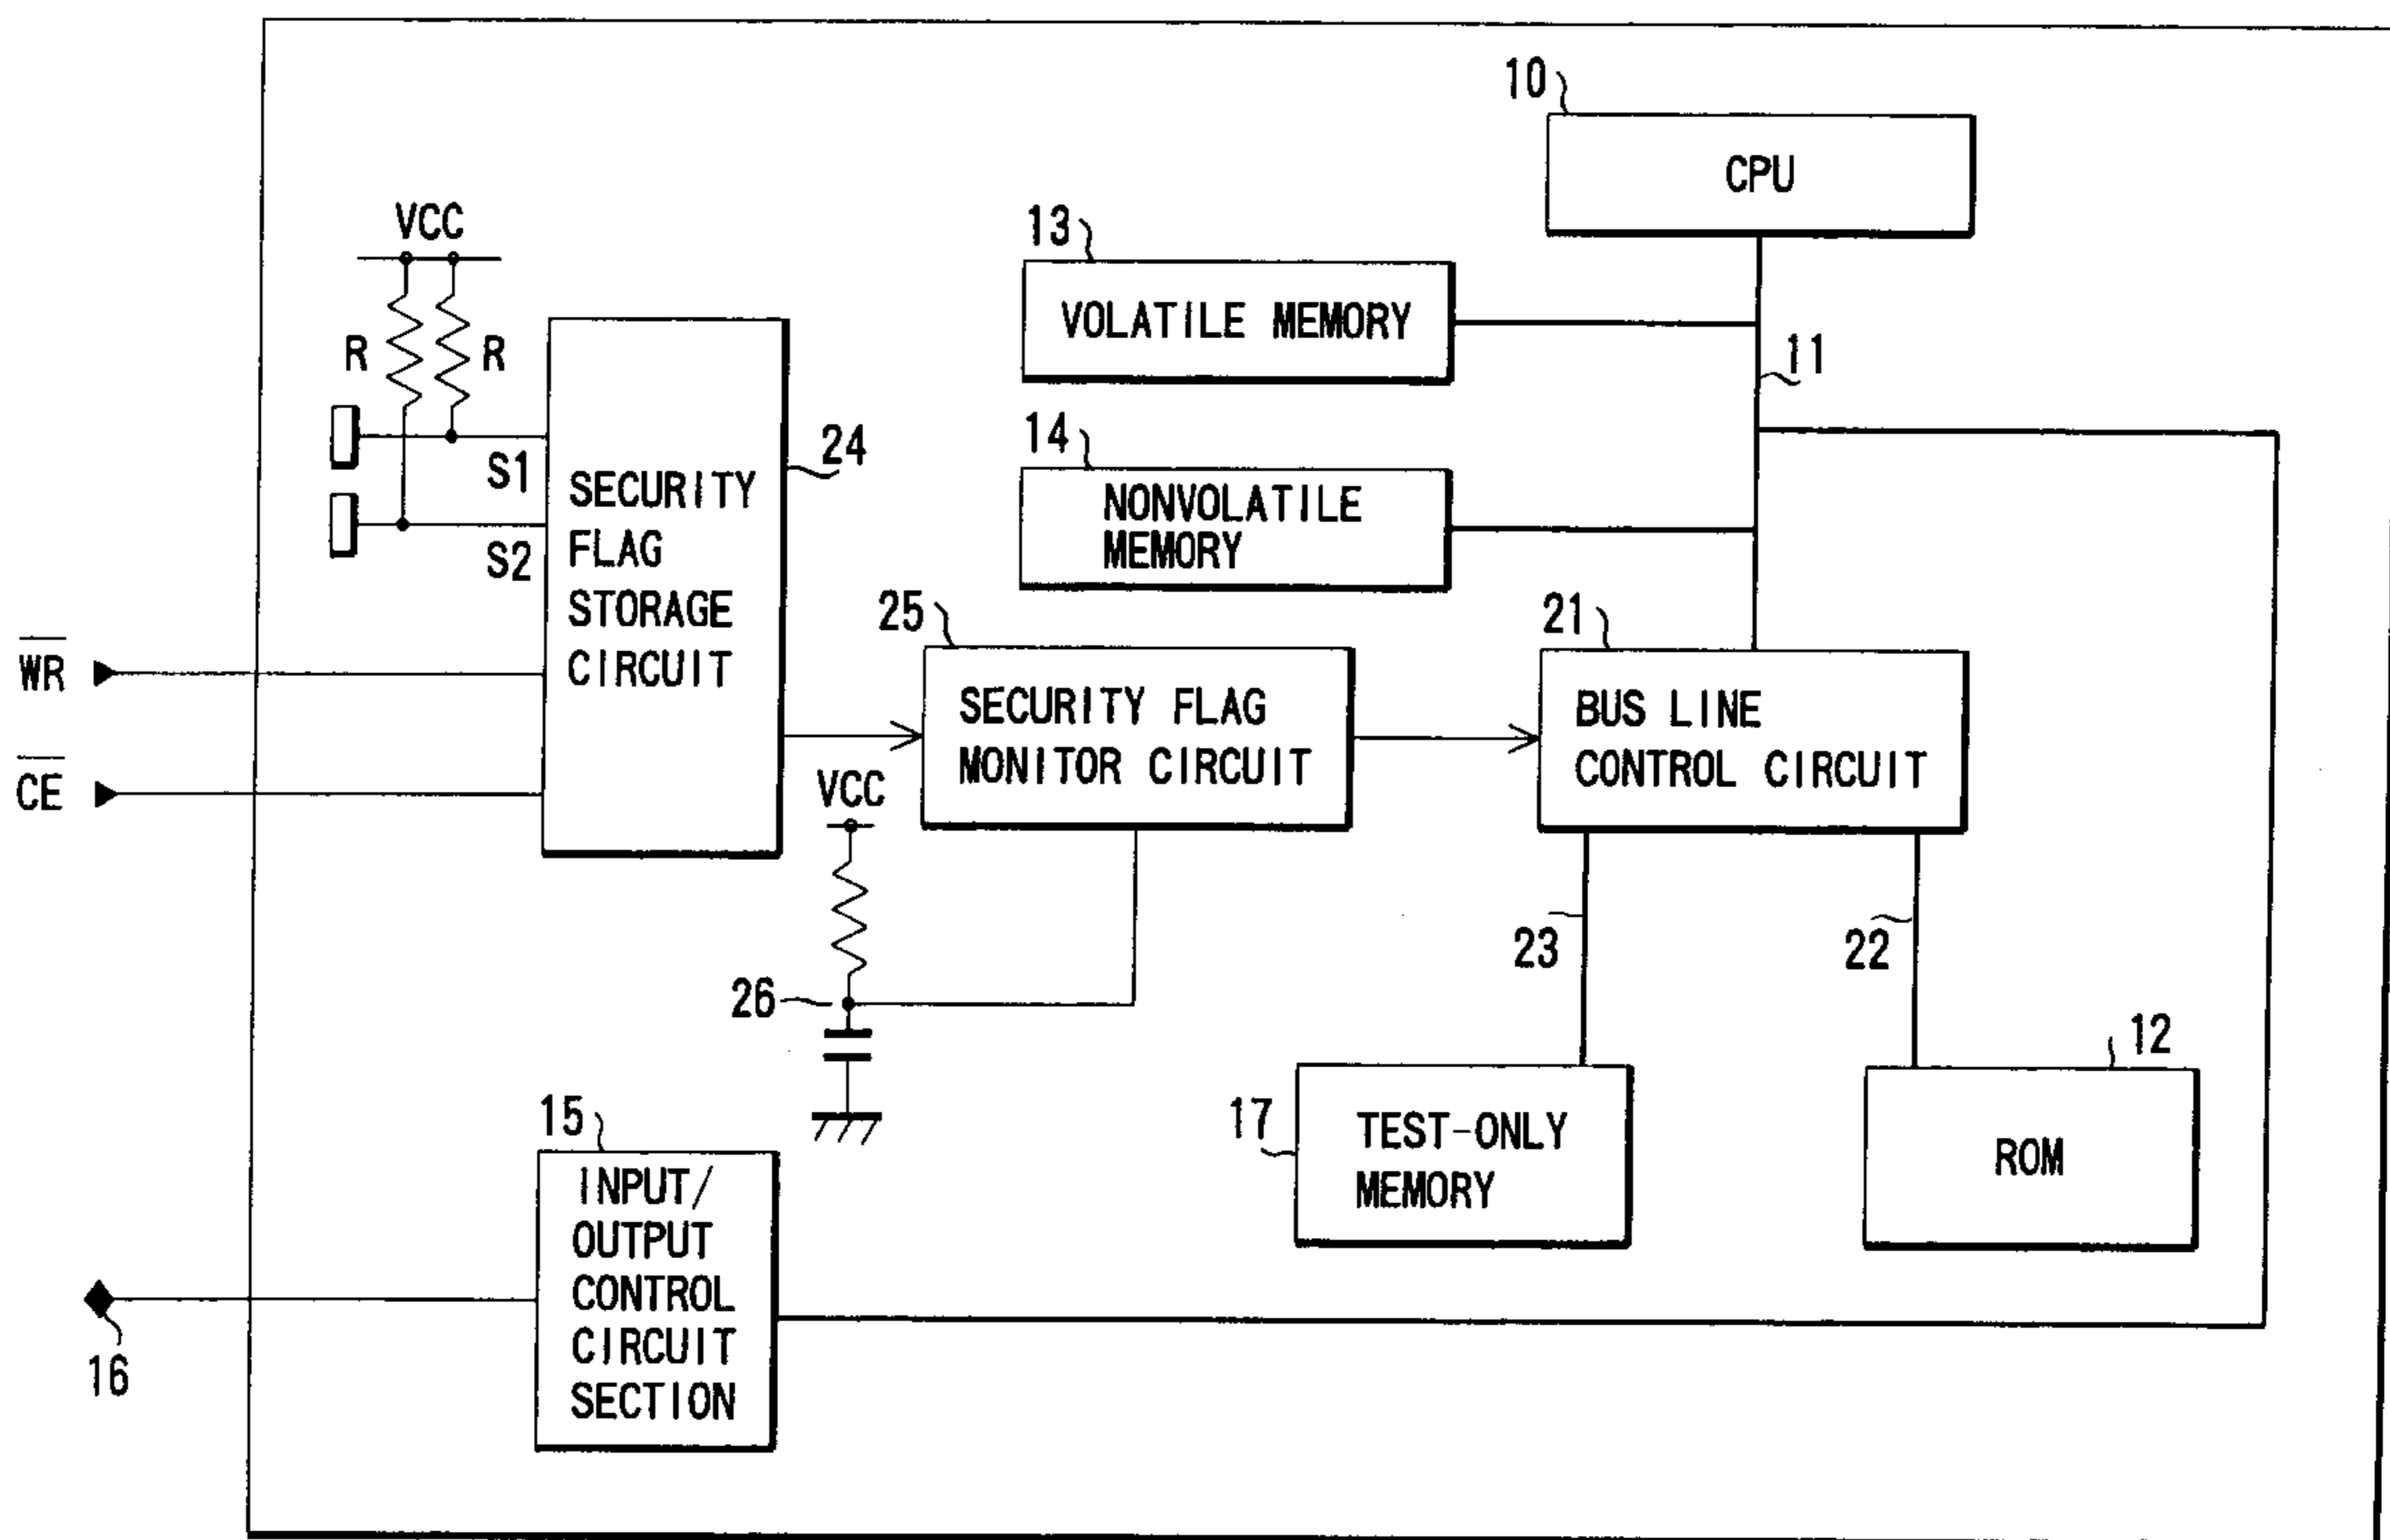 10
CPU
VCC
13
VOLATILE MEMORY
R
R
11
14
24
S1
NONVOLATILE
MEMORY
SECURITY
FLAG
STORAGE
CIRCUIT
S2
25
21
WR
SECURITY FLAG
MONITOR CIRCUIT
BUS LINE
CONTROL CIRCUIT
CE
VCC
23
22
26
12
15
17
TEST-ONLY
MEMORY
ROM
INPUT/
OUTPUT
CONTROL
CIRCUIT
SECTION
16